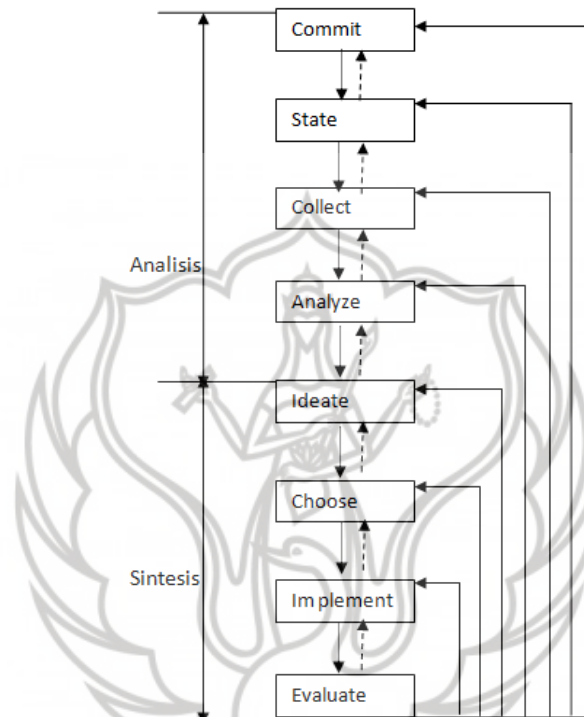 Commit
State
Collect
Analisis
Analyze
Ideate
Choose
Sintesis
Implement
Evaluate